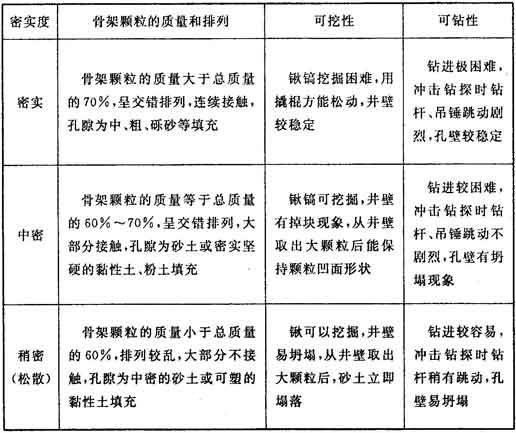 密实度 骨架颗粒的质量和排列 可挖性 可钻性
密实
骨架颗粒的质量大于总质量
的70%,呈交错排列,连续接触,
孔隙为中、粗、砾砂等填充
锹镐挖掘困难,用
撬棍方能松动,井壁
较稳定
钻进极困难,
冲击钻探时钻
杆、吊锤跳动剧
烈,孔壁较稳定
中密
骨架颗粒的质量等于总质量
的60%~70%,呈交错排列,大
部分接触,孔隙为砂土或密实坚
硬的黏性土、粉土填充
锹镐可挖掘,井壁
有掉块现象,从井壁
取出大颗粒后能保
持颗粒凹面形状
钻进较困难,
冲击钻探时钻
杆、吊锤跳动不
剧烈,孔壁有坍
塌现象
稍密
(松散)
骨架颗粒的质量小于总质量
的60%,排列较乱,大部分不接
触,孔隙为中密的砂土或可塑的
黏性土填充
锹可以挖掘,井壁
易坍塌,从井壁取出
大颗粒后,砂土立即
塌落
钻进较容易,
冲击钻探时钻
杆稍有跳动,孔
壁易坍塌